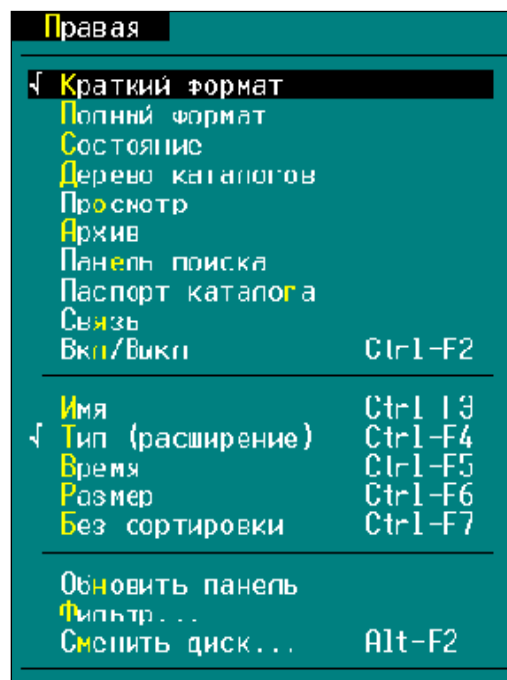 Правая
√ Краткий формат
Полный формат
Состояние
Дерево каталогов
Просмотр
Архив
Панель поиска
Паспорт каталога
Связь
Вкл/Выкл Ctrl-F2
Имя Ctrl-F3
√ Тип (расширение) Ctrl-F4
Время Ctrl-F5
Размер Ctrl-F6
Без сортировки Ctrl-F7
Обновить панель
Фильтр...
Сменить диск... Alt-F2